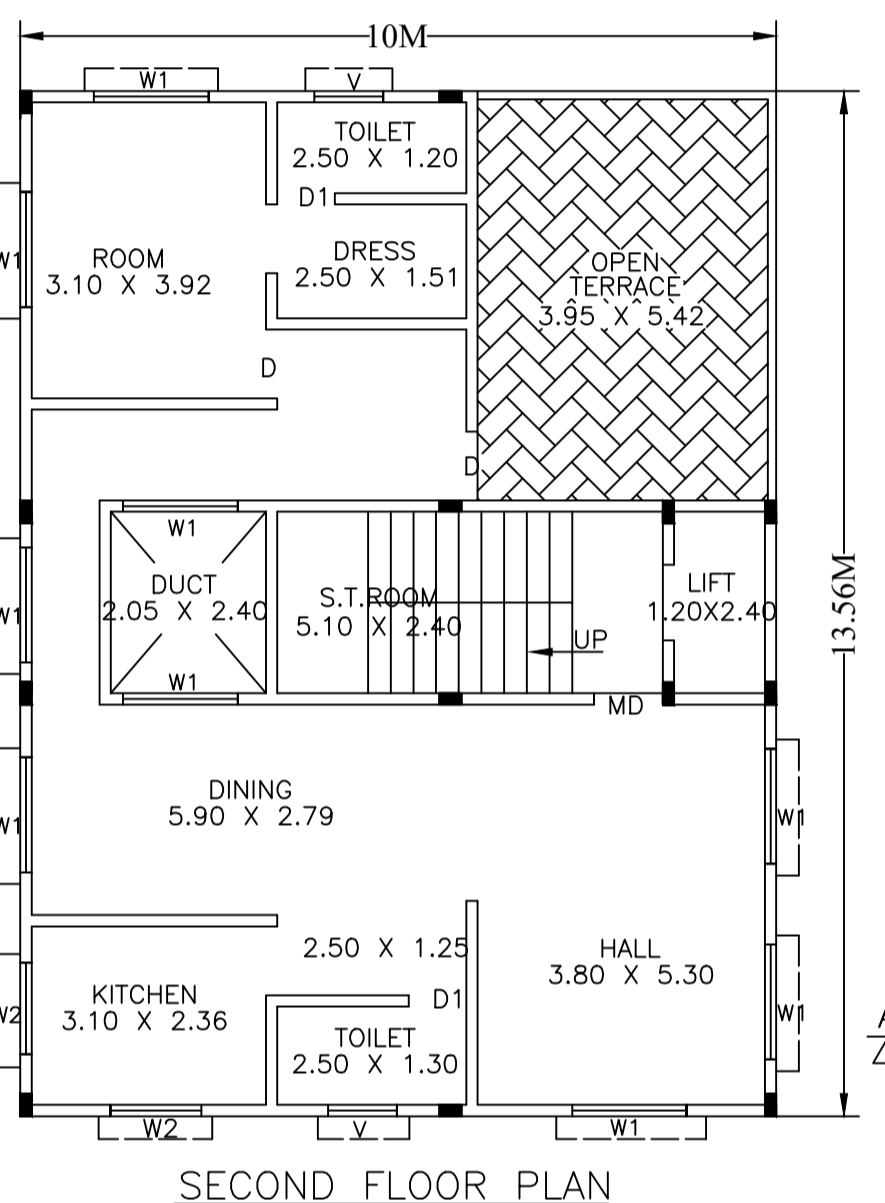 10M
W1
V
TOILET
2.50 X 1.20
D1
W1
ROOM
3.10 X 3.92
DRESS
2.50 X 1.51
OPEN
TERRACE
3.95 X 5.42
D
D
W1
DUCT
2.05 X 2.40
W1
S.T.ROOM
5.10 X 2.40
UP
LIFT
1.20X2.40
13.56M
W1
MD
DINING
5.90 X 2.79
W1
W1
2.50 X 1.25
HALL
3.80 X 5.30
KITCHEN
3.10 X 2.36
D1
W2
W1
TOILET
2.50 X 1.30
W2
V
W1
SECOND FLOOR PLAN